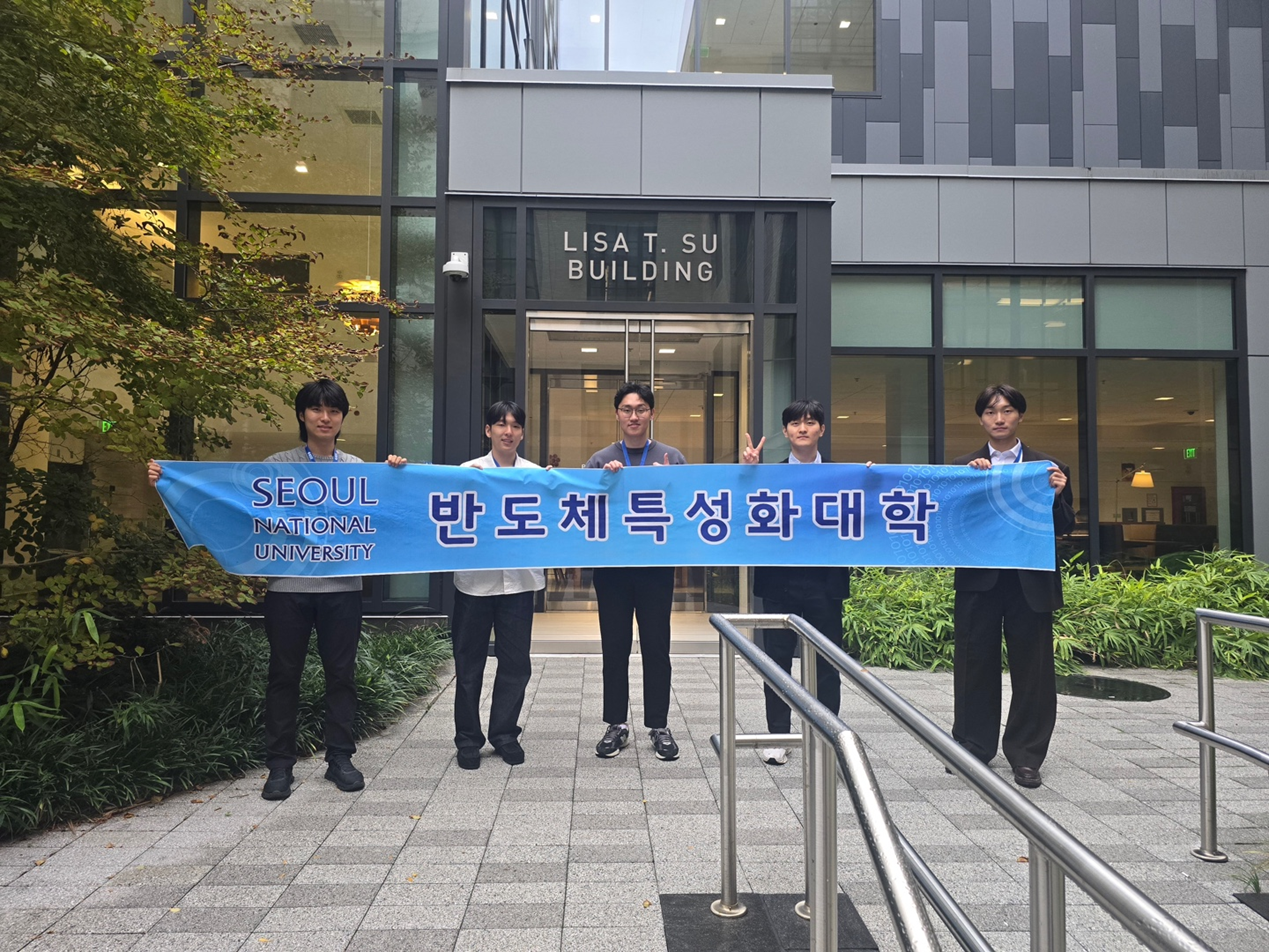 LISA T. SU
BUILDING
SEOUL
NATIONAL
UNIVERSITY
반도체특성화대학